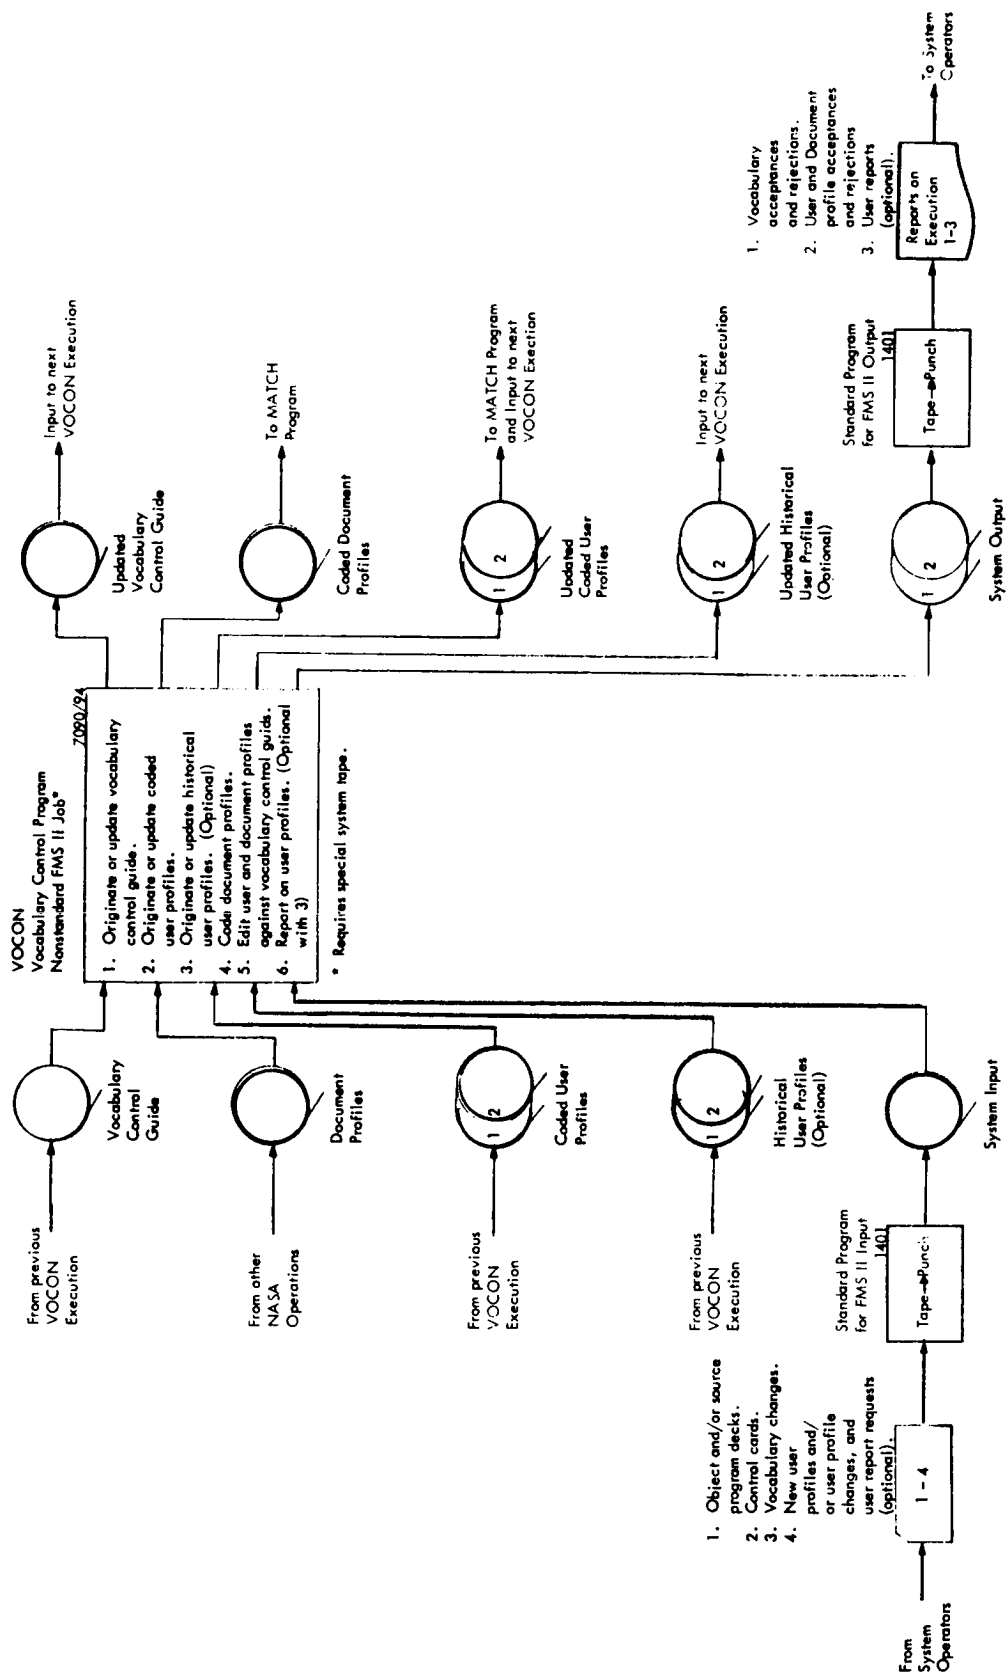 VOCON
Vocabulary Control Program
Nonstandard FMS II Job*
7090/94
1. Originate or update vocabulary
control guide.
2. Originate or update coded
user profiles.
3. Originate or update historical
user profiles. (Optional)
4. Code document profiles.
5. Edit user and document profiles
against vocabulary control guids.
6. Report on user profiles. (Optional
with 3)
* Requires special system tape.
From previous
VOCON
Execution
Vocabulary
Control
Guide
From other
NASA
Operations
Document
Profiles
From previous
VOCON
Execution
1 2
Coded User
Profiles
From previous
VOCON
Execution
1 2
Historical
User Profiles
(Optional)
From
System
Operators
1. Object and/or source
program decks.
2. Control cards.
3. Vocabulary changes.
4. New user
profiles and/
or user profile
changes, and
user report requests
(optional).
1 - 4
Standard Program
for FMS II Input
1401
Tape→Punch
System Input
Updated
Vocabulary
Control Guide
Input to next
VOCON Execution
Coded Document
Profiles
To MATCH
Program
1 2
Updated
Coded User
Profiles
To MATCH Program
and Input to next
VOCON Exection
1 2
Updated Historical
User Profiles
(Optional)
Input to next
VOCON Execution
1 2
System Output
Standard Program
for FMS II Output
1401
Tape→Punch
1. Vocabulary
acceptances
and rejections.
2. User and Document
profile acceptances
and rejections
3. User reports
(optional).
Reports on
Execution
1-3
To System
Operators